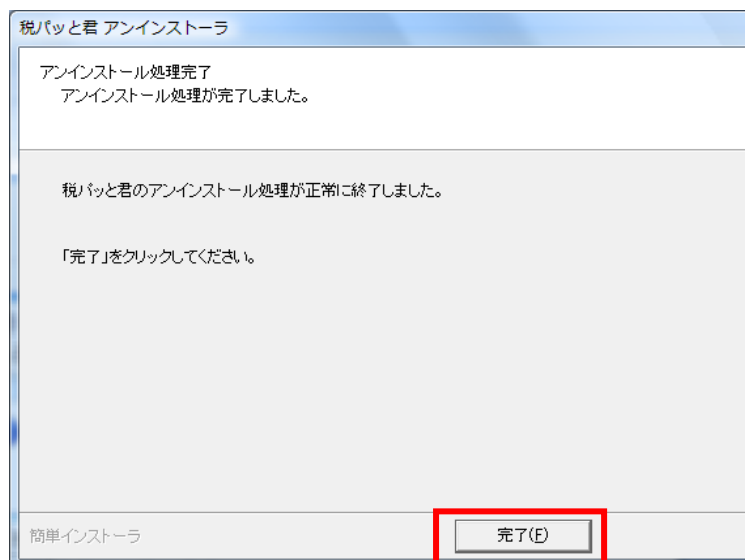 税パッと君 アンインストーラ
アンインストール処理完了
アンインストール処理が完了しました。
税パッと君のアンインストール処理が正常に終了しました。
「完了」をクリックしてください。
簡単インストーラ
完了(F)